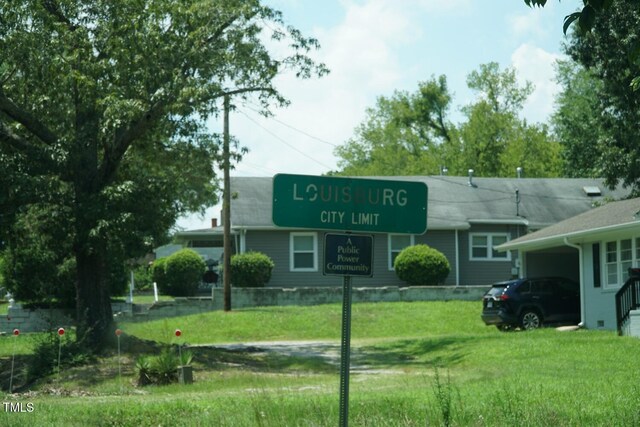 LOUISBURG
CITY LIMIT
A
Public
Power
Community
TMLS